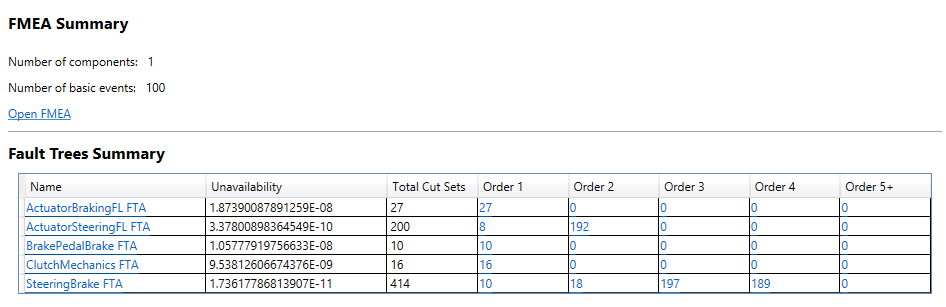 FMEA Summary
Number of components: 1
Number of basic events: 100
Open FMEA
Fault Trees Summary
Name Unavailability Total Cut Sets Order 1 Order 2 Order 3 Order 4 Order 5+
ActuatorBrakingFL FTA 1.87390087891259E-08 27 27 0 0 0 0
ActuatorSteeringFL FTA 3.37800898364549E-10 200 8 192 0 0 0
BrakePedalBrake FTA 1.05777919756633E-08 10 10 0 0 0 0
ClutchMechanics FTA 9.53812606674376E-09 16 16 0 0 0 0
SteeringBrake FTA 1.73617786813907E-11 414 10 18 197 189 0